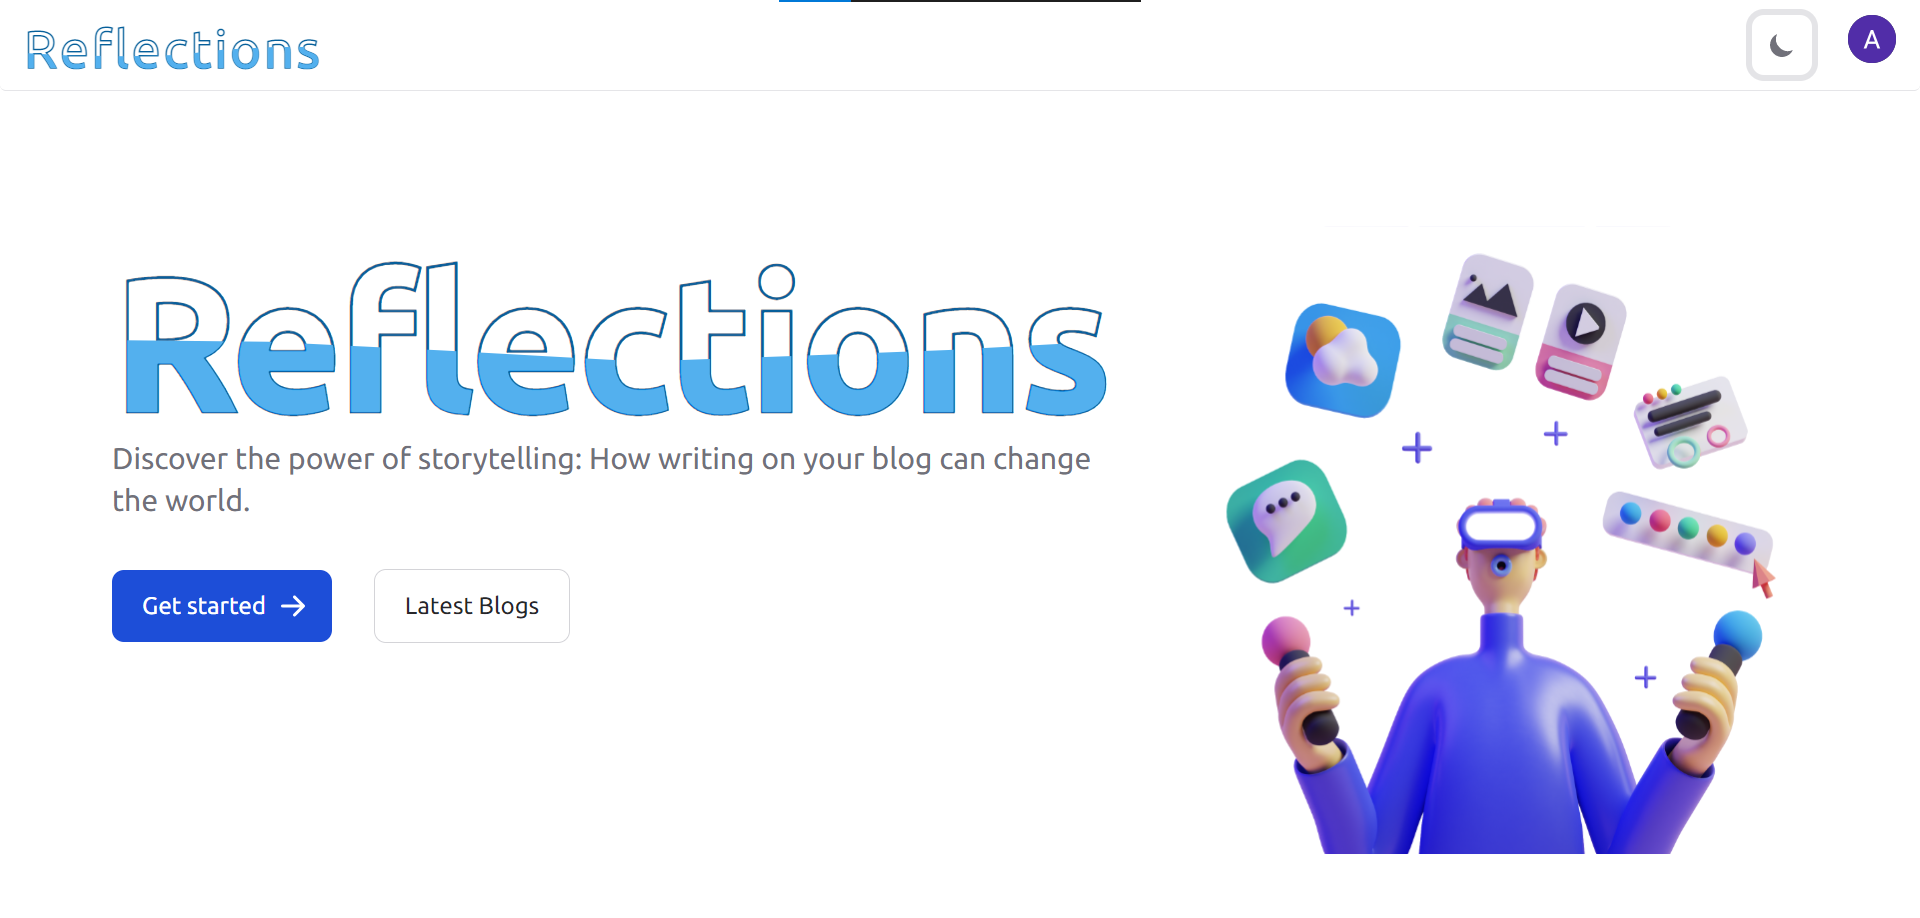 Reflections
A
Reflections
Discover the power of storytelling: How writing on your blog can change
the world.
Get started
Latest Blogs